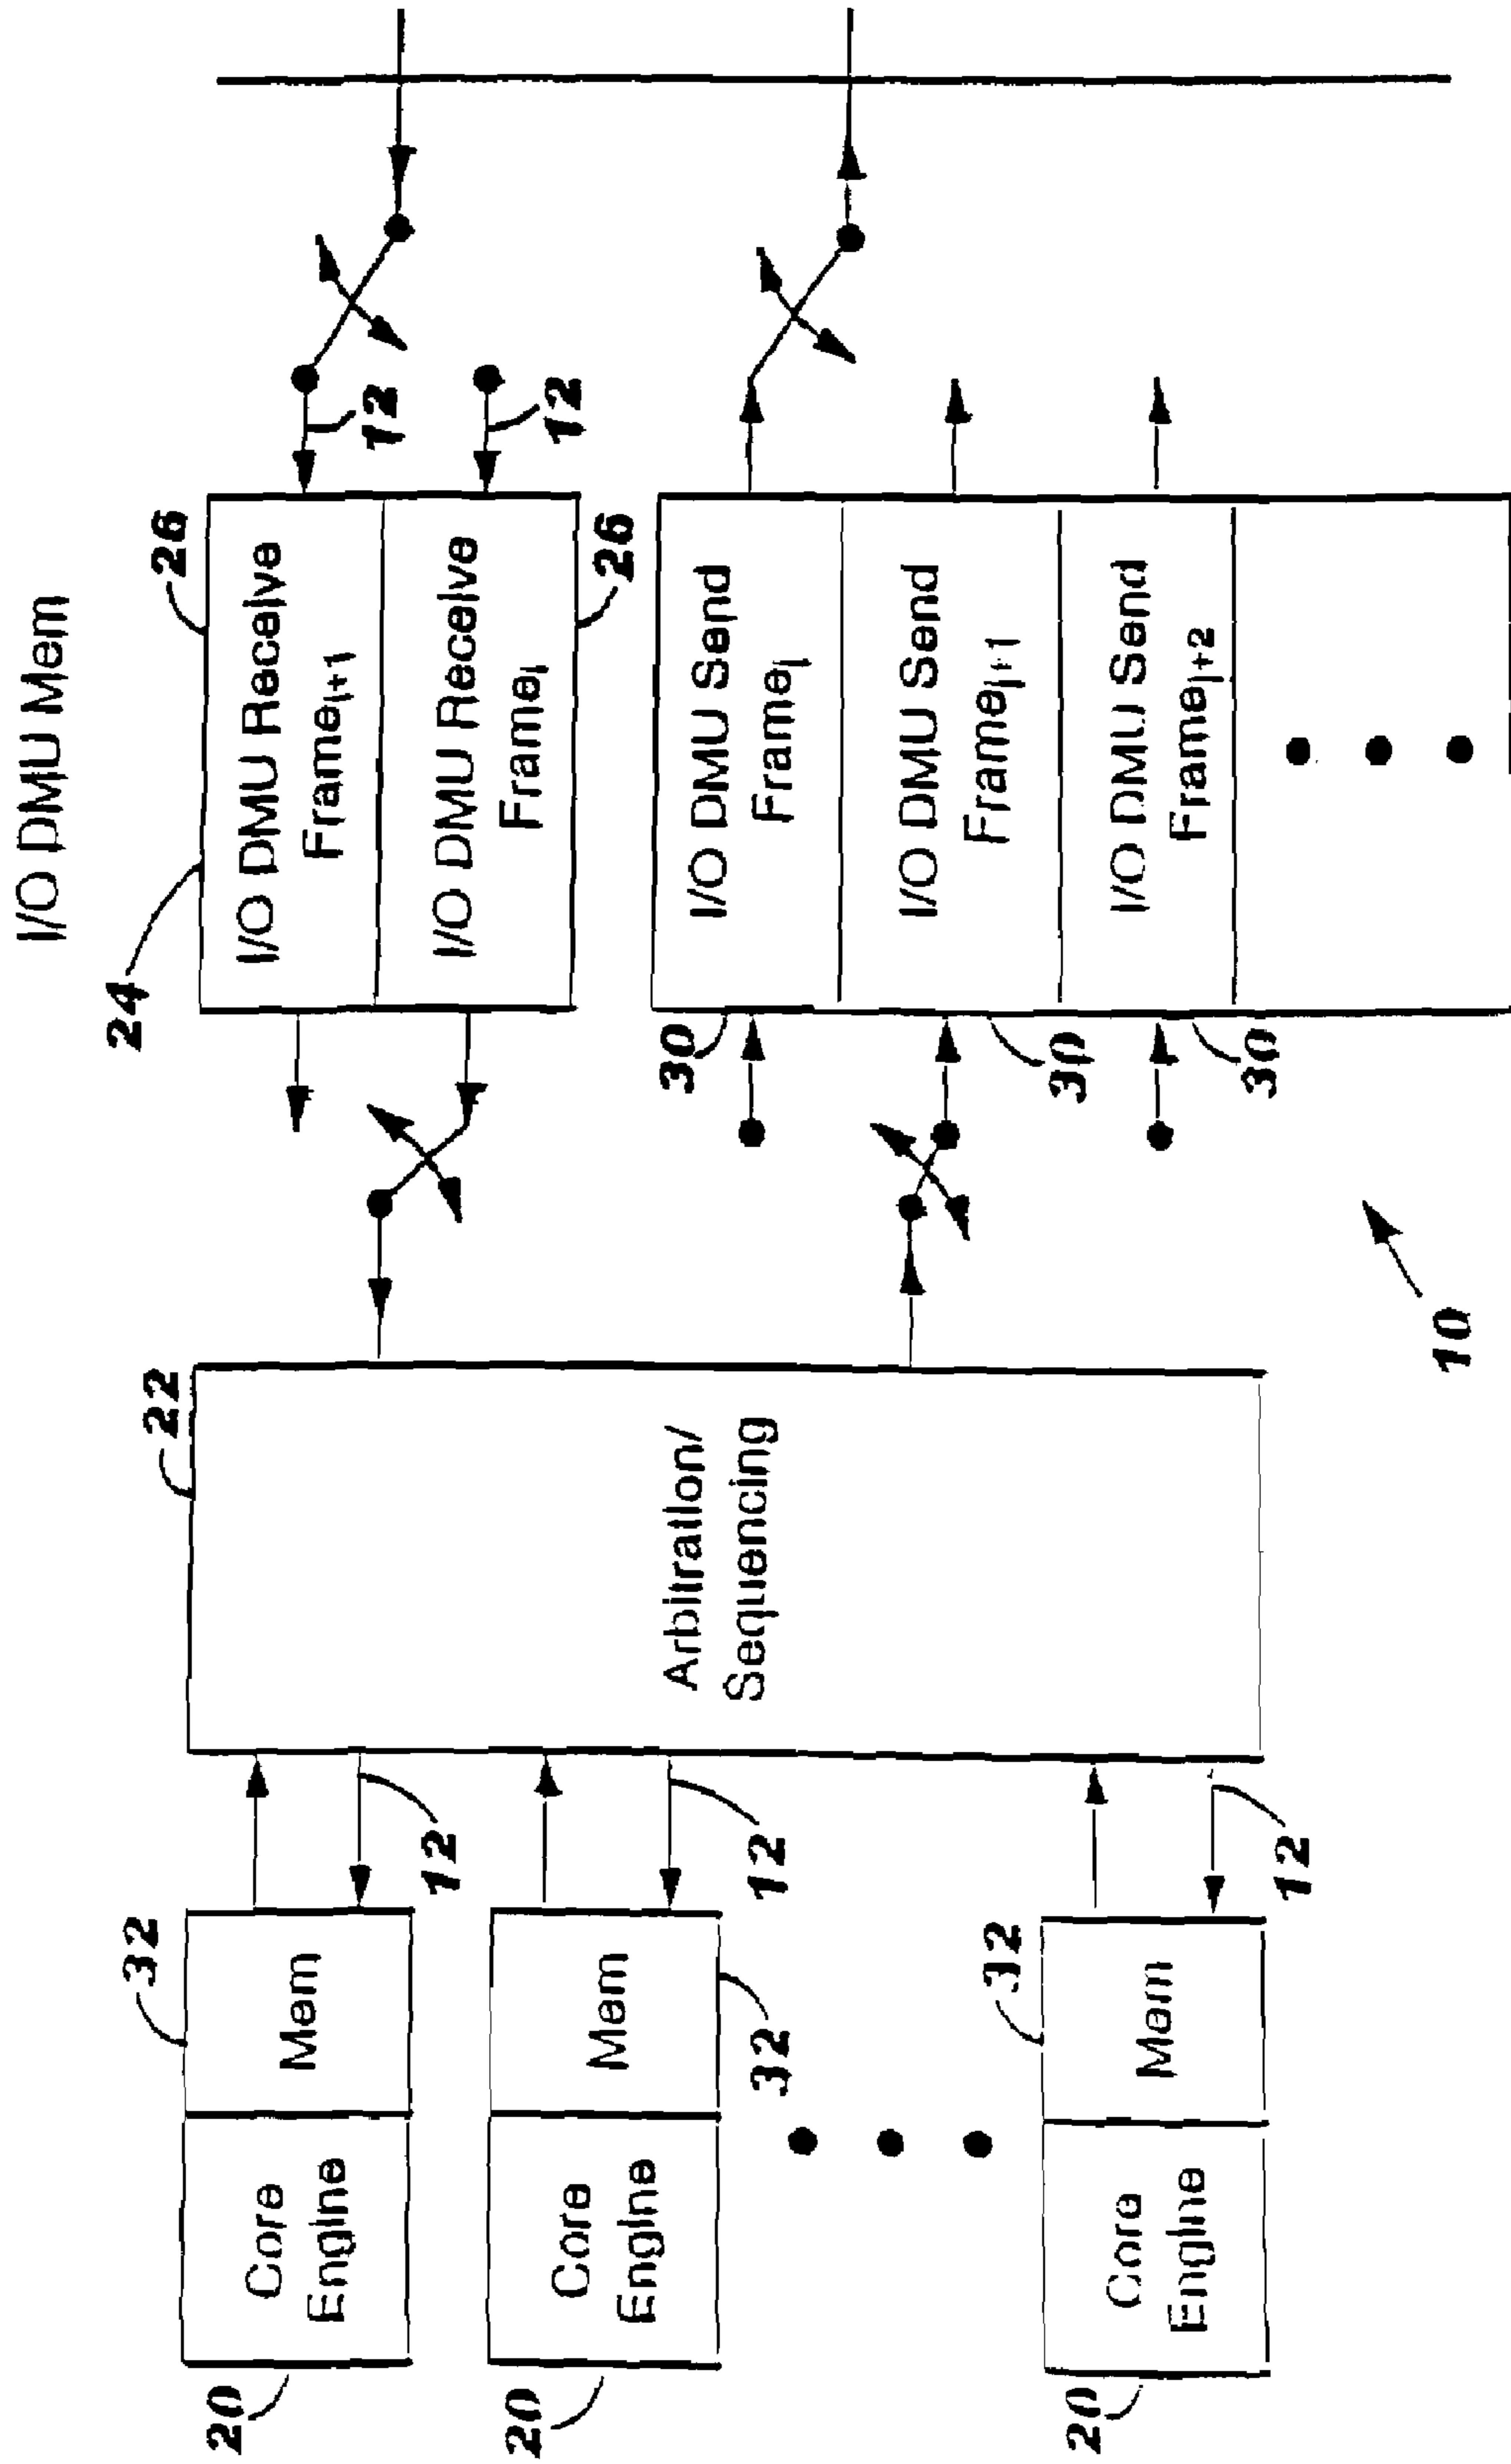 I/O DMU Mem
20
Core
Engine
Mem
32
12
20
Core
Engine
Mem
32
12
20
Core
Engine
Mem
32
12
22
Arbitration/
Sequencing
24
26
I/O DMU Receive
Frame i+1
12
I/O DMU Receive
Frame i
26
12
30
I/O DMU Send
Frame j
I/O DMU Send
Frame j+1
30
I/O DMU Send
Frame j+2
30
10